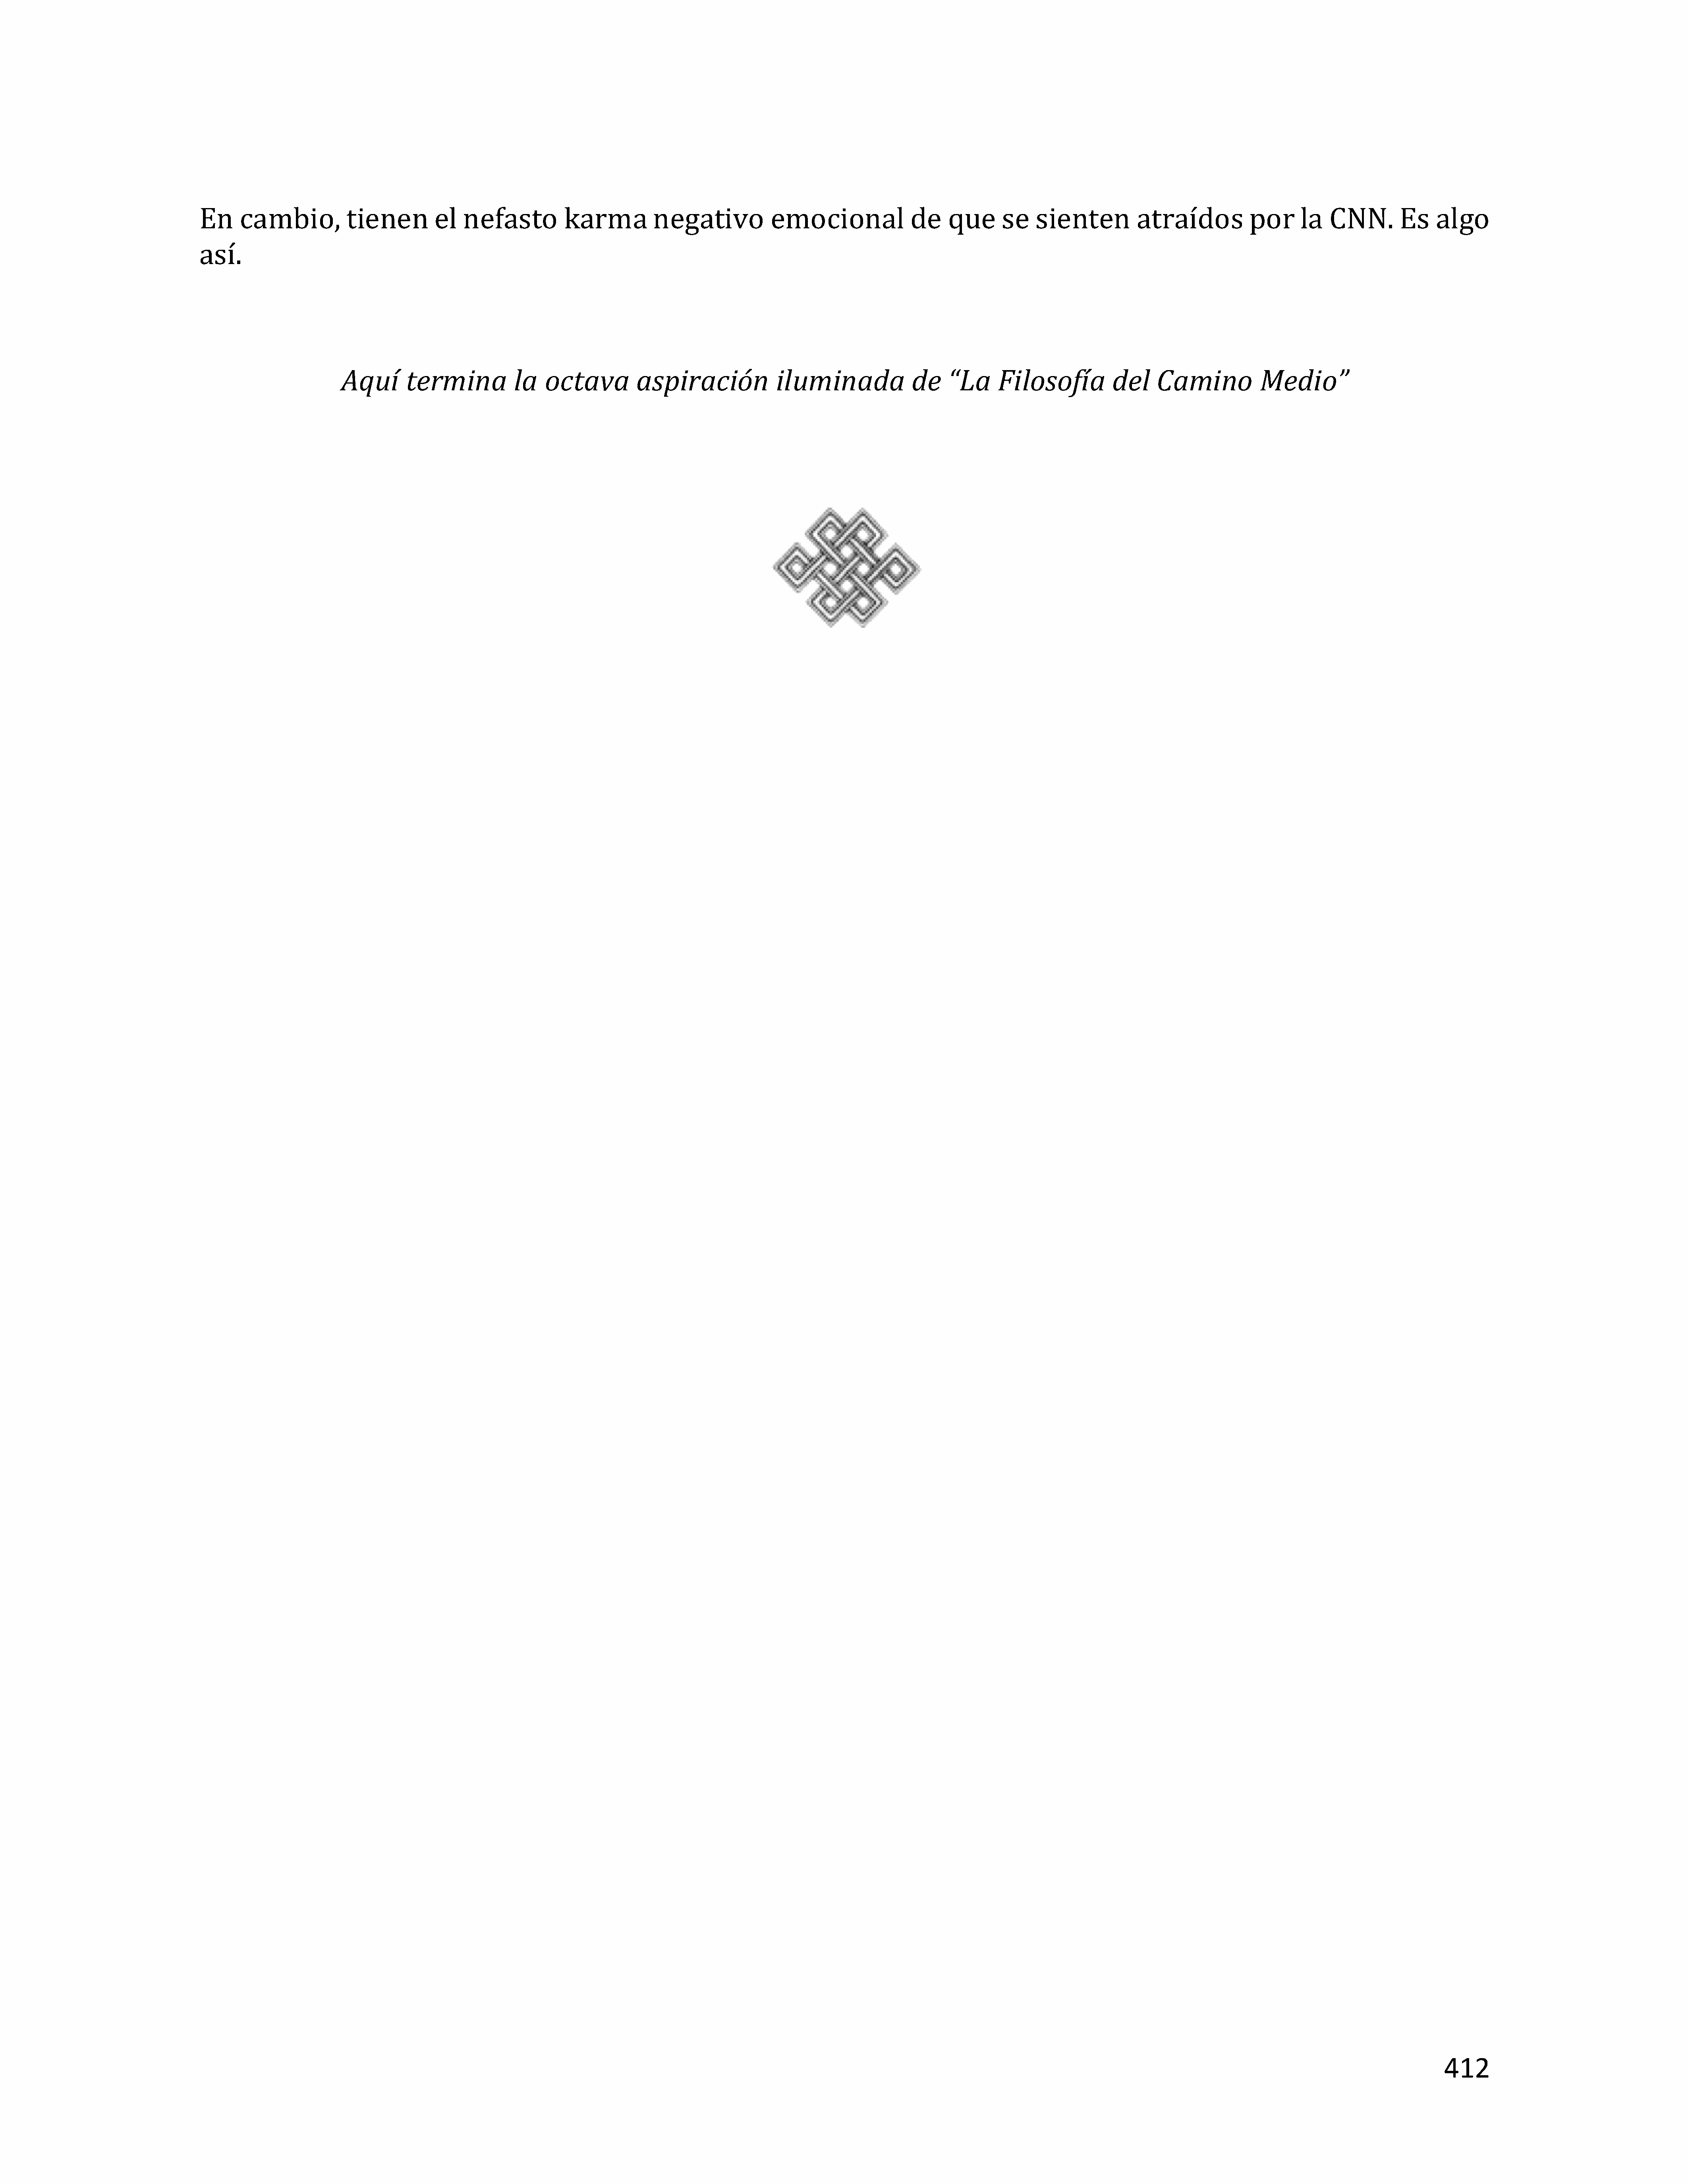 En cambio, tienen el nefasto karma negativo emocional de que se sienten atraídos por la CNN. Es algo
así.
Aquí termina la octava aspiración iluminada de “La Filosofía del Camino Medio”
412